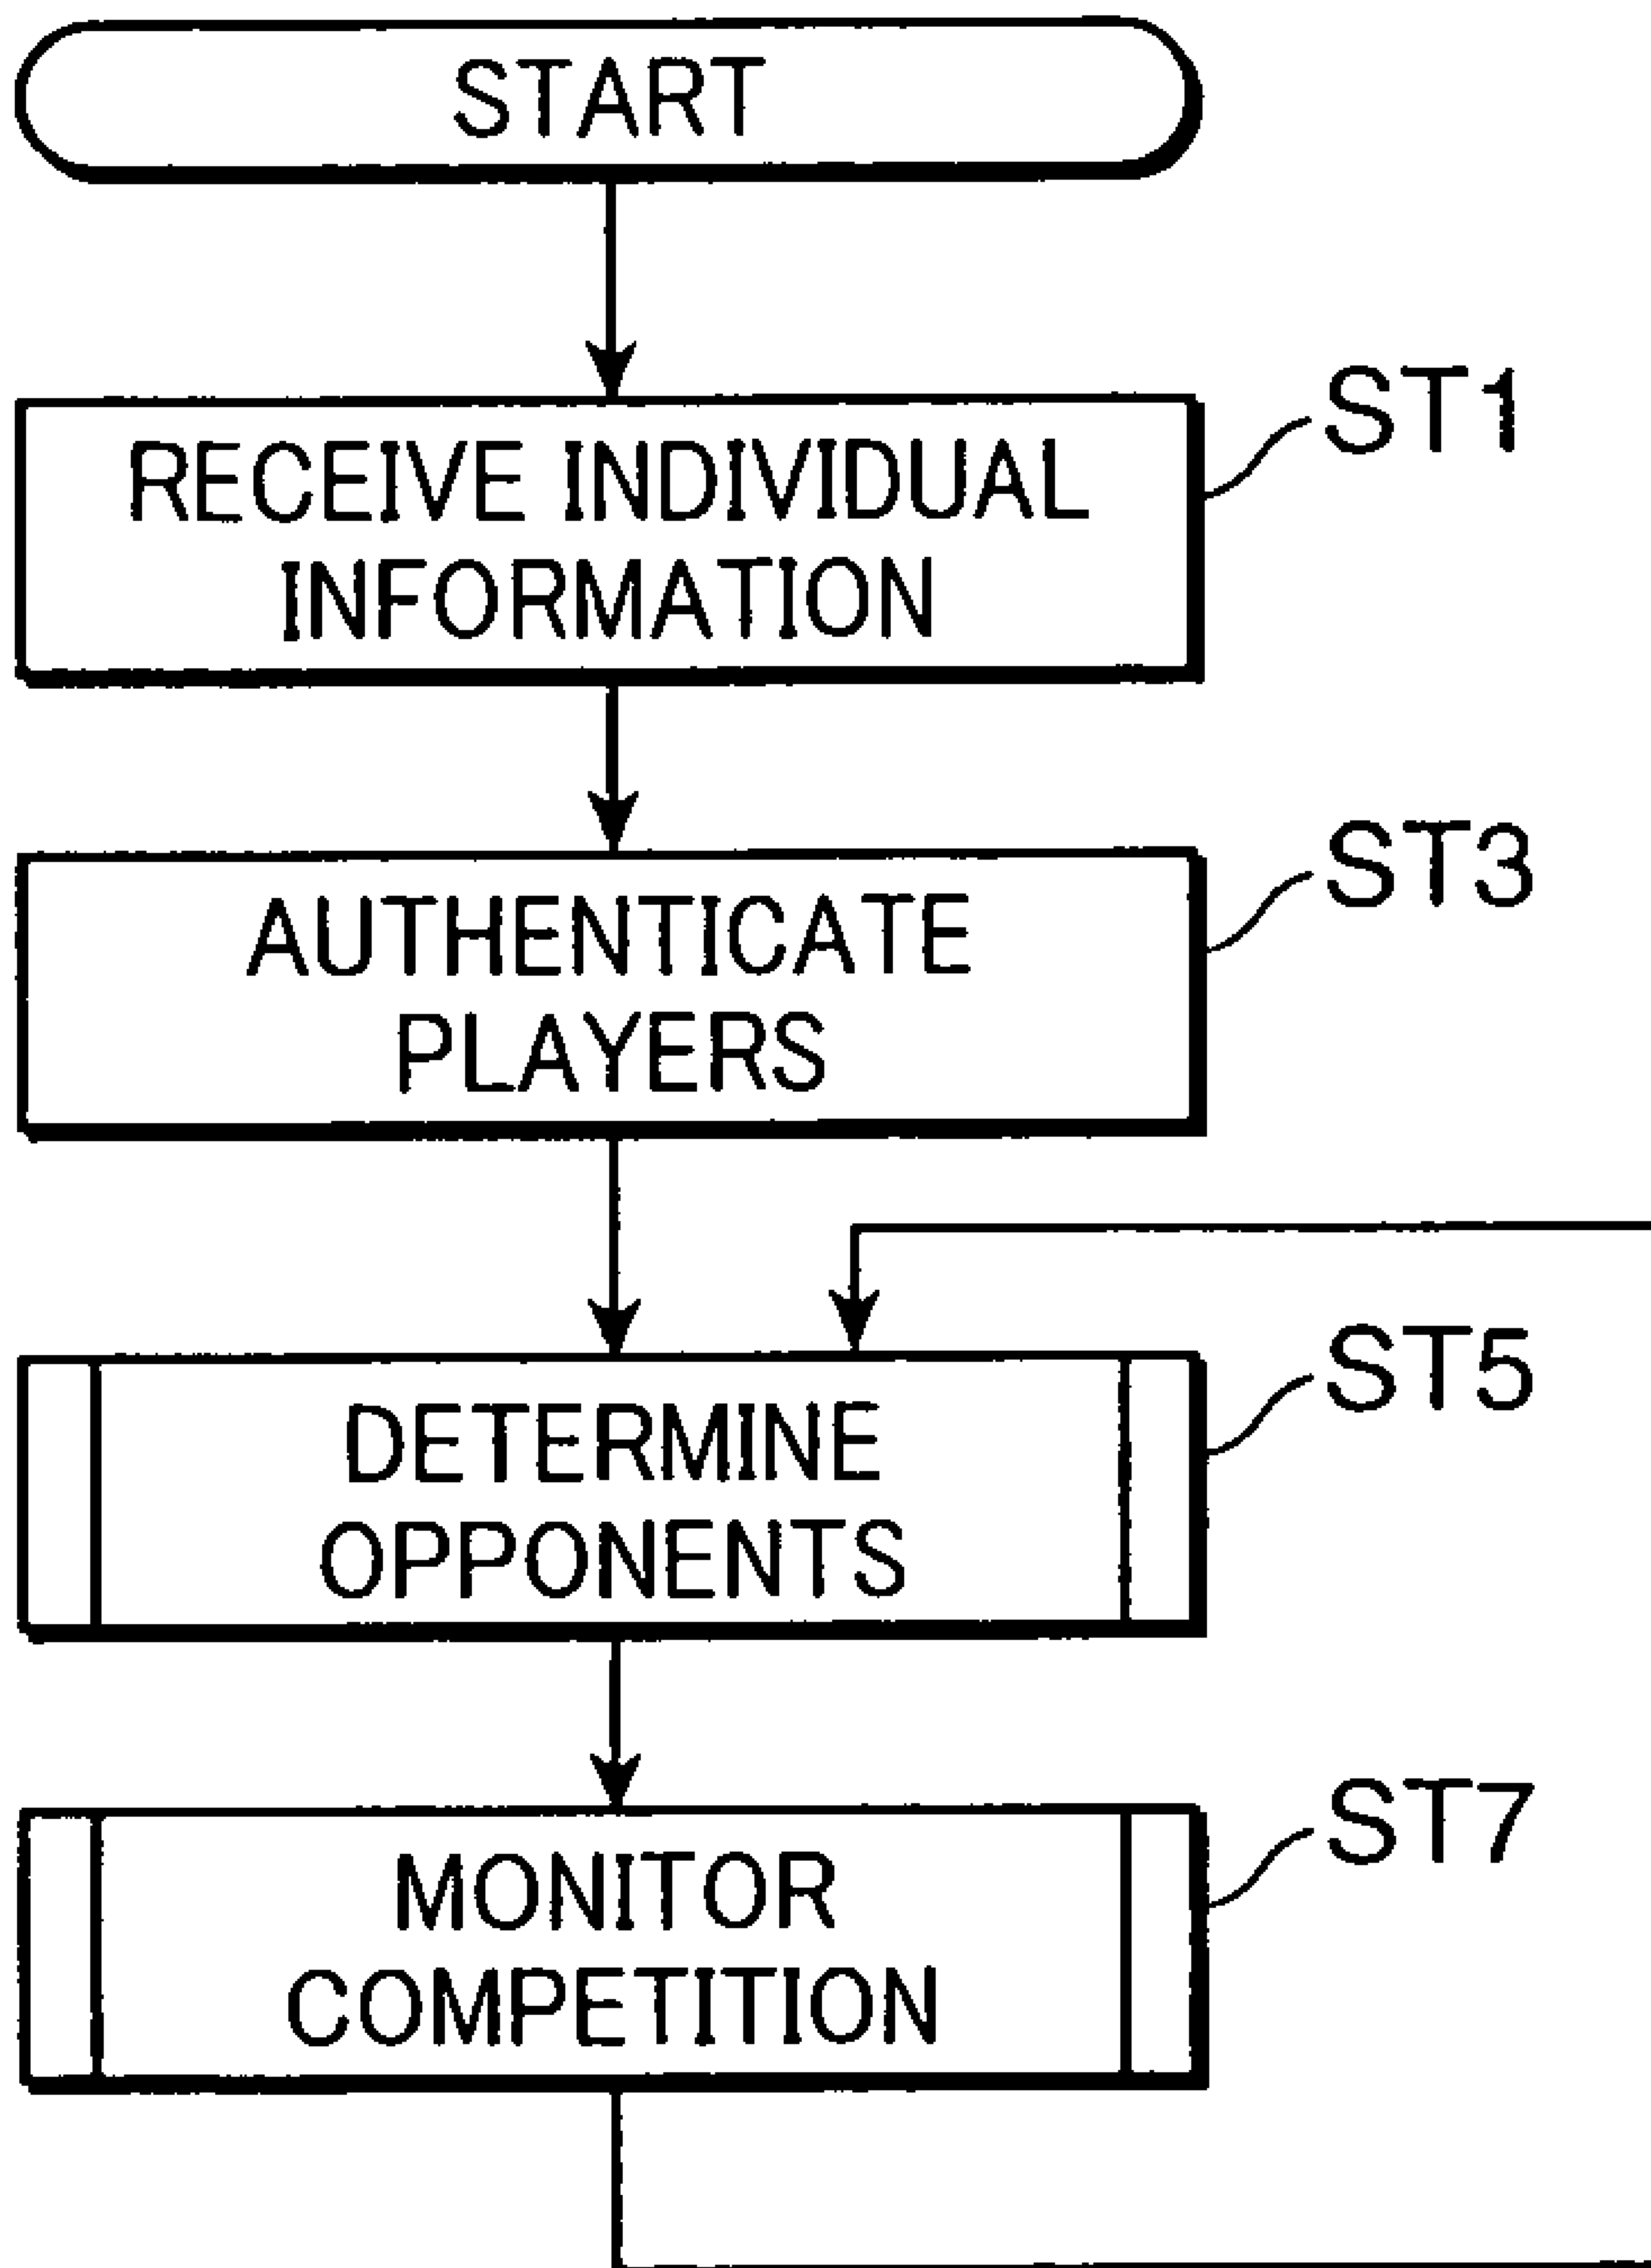 START
RECEIVE INDIVIDUAL
INFORMATION
ST1
AUTHENTICATE
PLAYERS
ST3
DETERMINE
OPPONENTS
ST5
MONITOR
COMPETITION
ST7